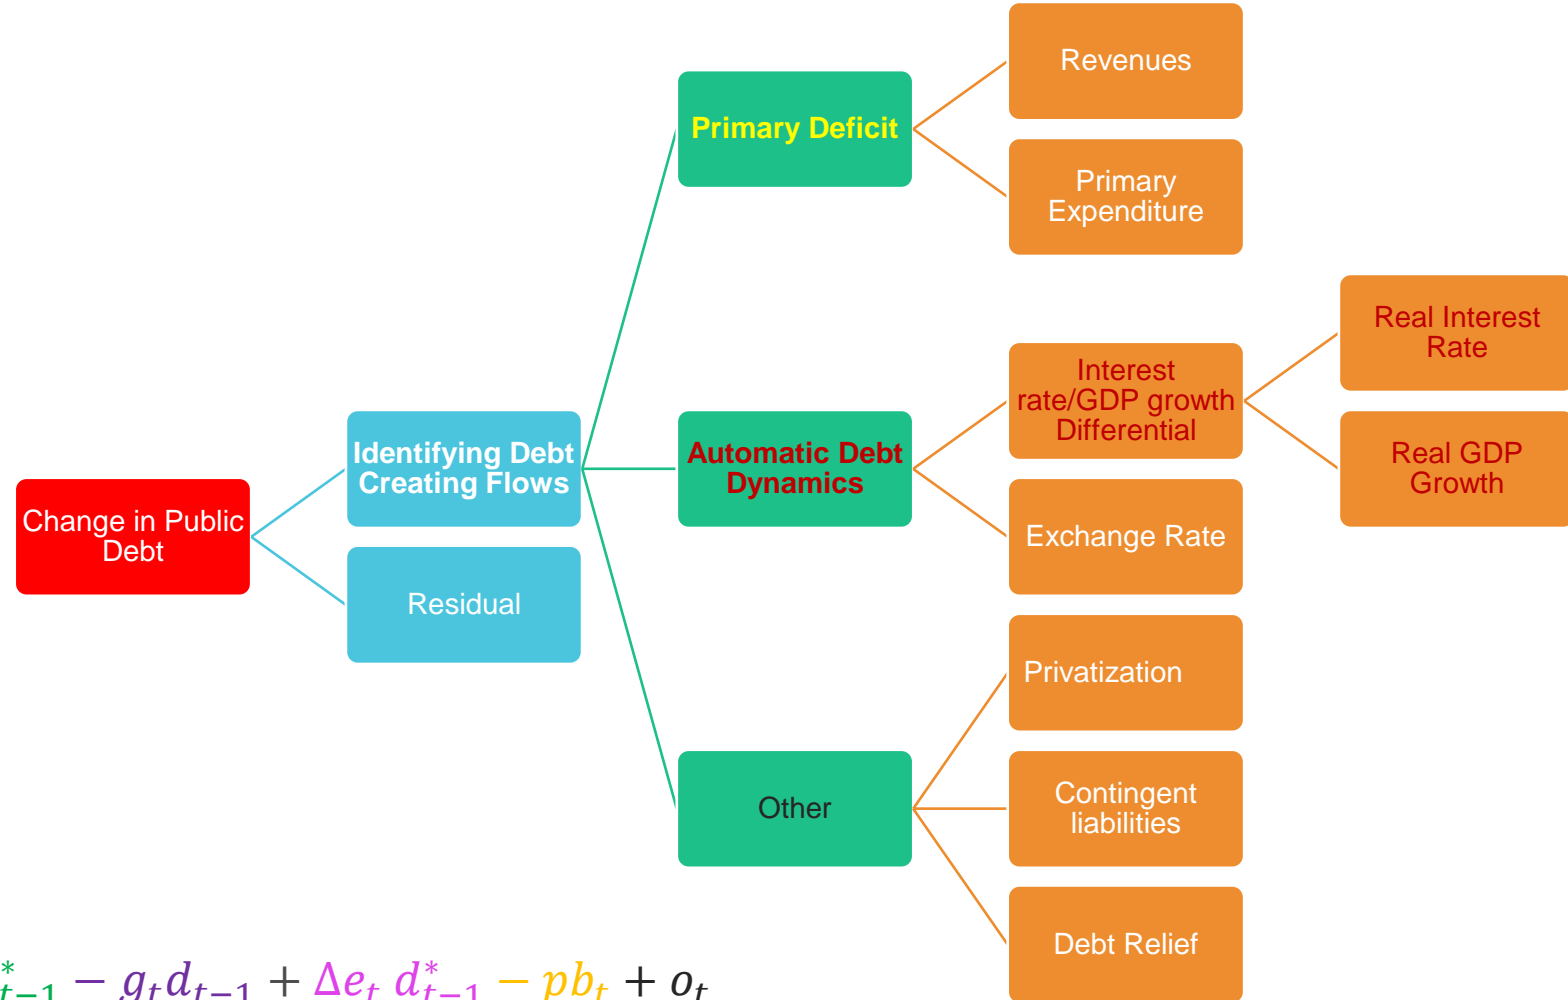 Revenues
Primary Deficit
Primary
Expenditure
Real Interest
Rate
Interest
rate/GDP growth
Differential
Identifying Debt
Creating Flows
Automatic Debt
Dynamics
Real GDP
Growth
Change in Public
Debt
Exchange Rate
Residual
Privatization
Other
Contingent
liabilities
Debt Relief
*t−1 − g_t d_{t−1} + Δe_t d*_{t−1} − pb_t + o_t